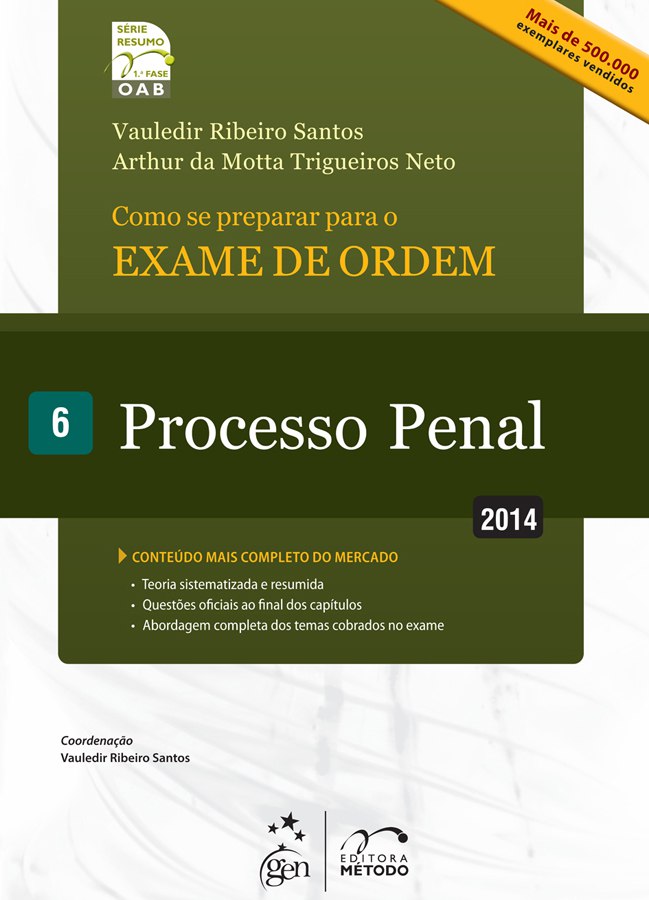 SÉRIE
RESUMO
1.ª FASE
OAB
Mais de 500.000
exemplares vendidos
Vauledir Ribeiro Santos
Arthur da Motta Trigueiros Neto
Como se preparar para o
EXAME DE ORDEM
6
Processo Penal
2014
CONTEÚDO MAIS COMPLETO DO MERCADO
• Teoria sistematizada e resumida
• Questões oficiais ao final dos capítulos
• Abordagem completa dos temas cobrados no exame
Coordenação
Vauledir Ribeiro Santos
gen
EDITORA
MÉTODO